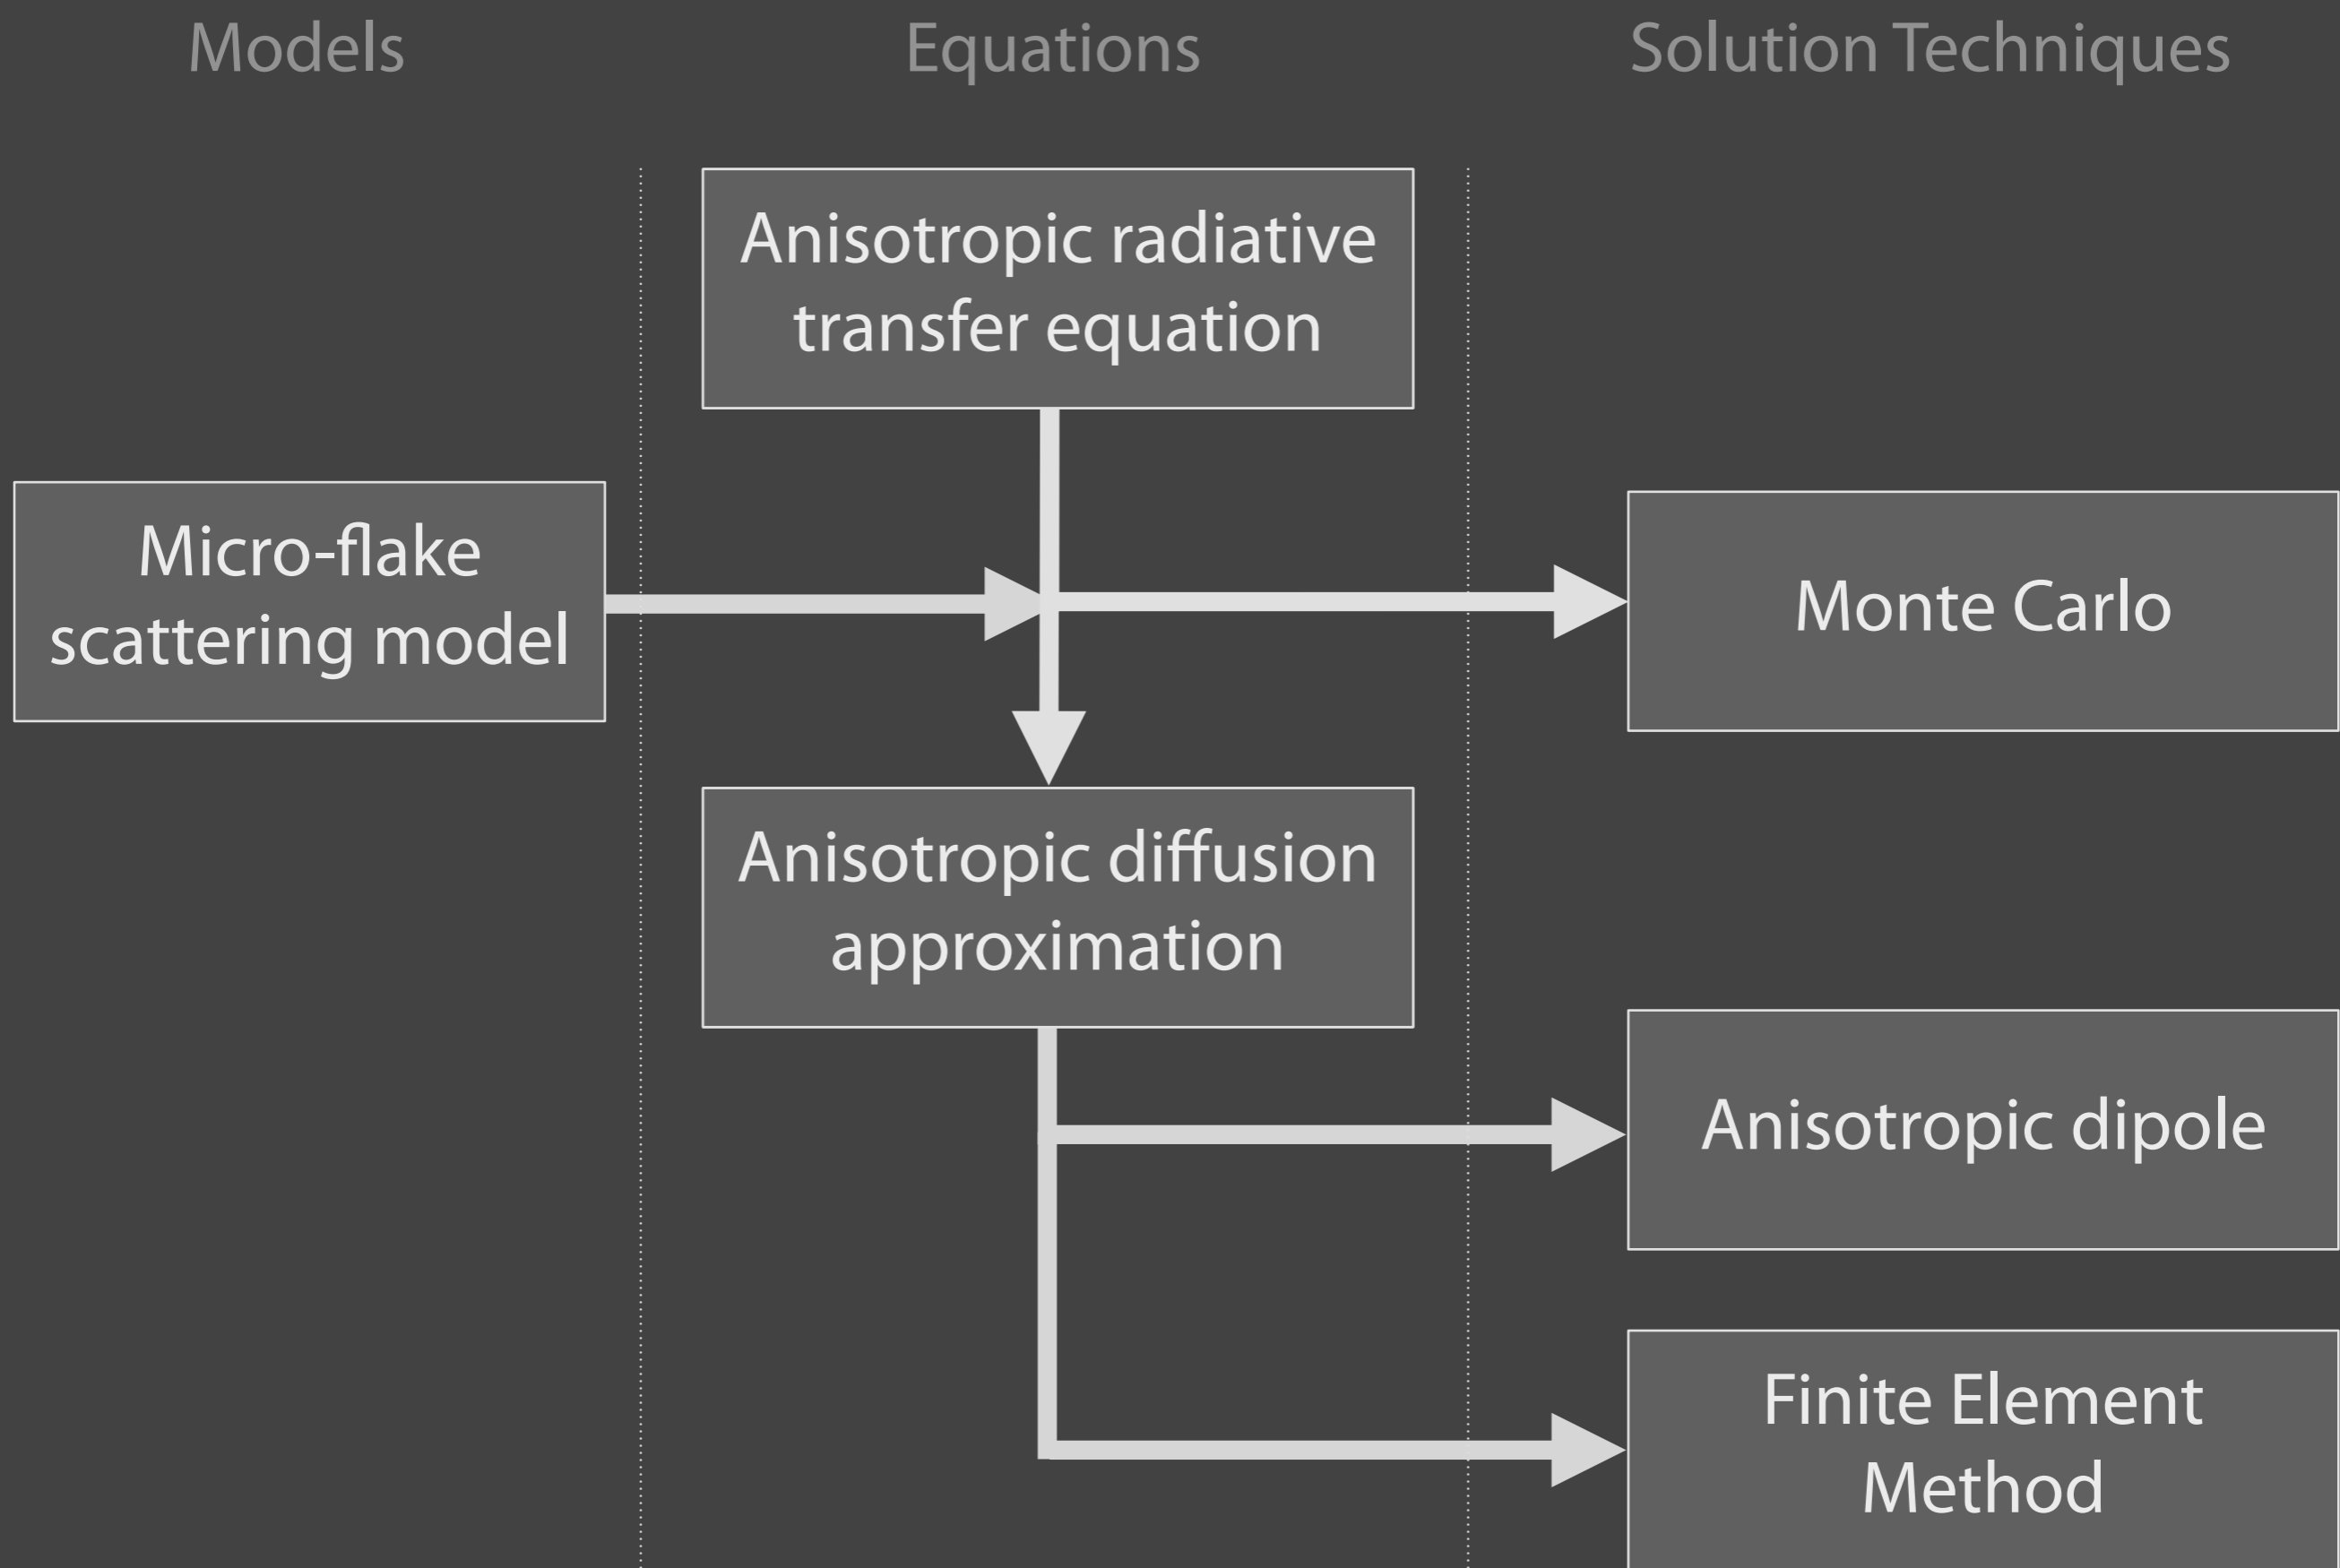 Models
Equations
Solution Techniques
Anisotropic radiative
transfer equation
Micro-flake
scattering model
Monte Carlo
Anisotropic diffusion
approximation
Anisotropic dipole
Finite Element
Method